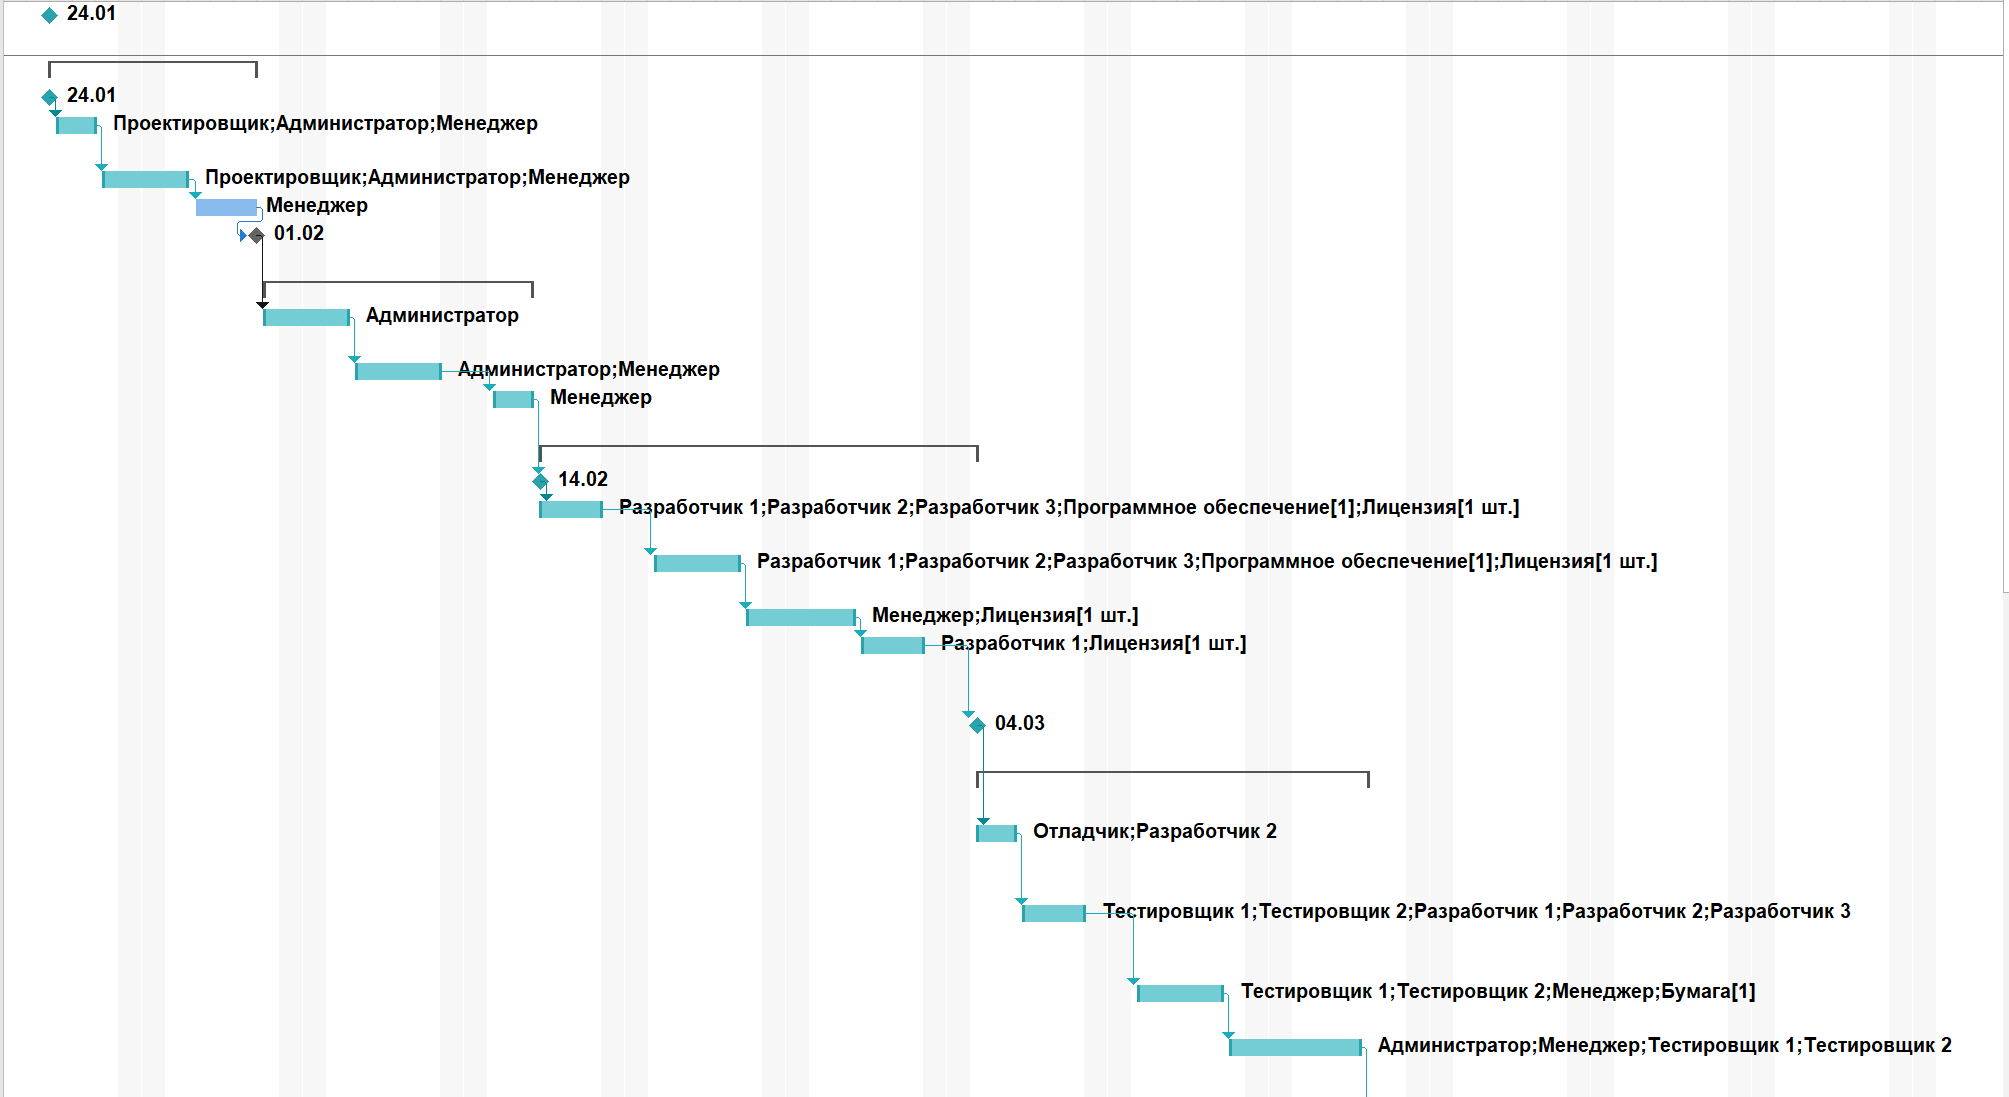 24.01
24.01
Проектировщик;Администратор;Менеджер
Проектировщик;Администратор;Менеджер
Менеджер
01.02
Администратор
Администратор;Менеджер
Менеджер
14.02
Разработчик 1;Разработчик 2;Разработчик 3;Программное обеспечение[1];Лицензия[1 шт.]
Разработчик 1;Разработчик 2;Разработчик 3;Программное обеспечение[1];Лицензия[1 шт.]
Менеджер;Лицензия[1 шт.]
Разработчик 1;Лицензия[1 шт.]
04.03
Отладчик;Разработчик 2
Тестировщик 1;Тестировщик 2;Разработчик 1;Разработчик 2;Разработчик 3
Тестировщик 1;Тестировщик 2;Менеджер;Бумага[1]
Администратор;Менеджер;Тестировщик 1;Тестировщик 2